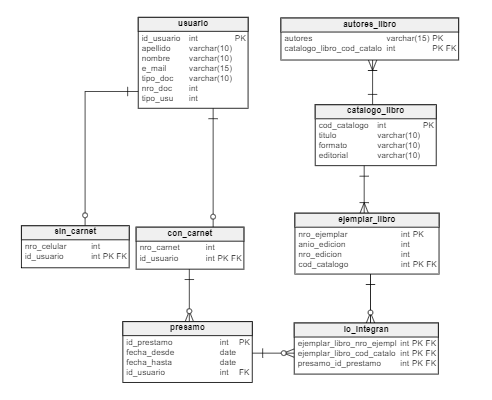 usuario
id_usuario int PK
apellido varchar(10)
nombre varchar(10)
e_mail varchar(15)
tipo_doc varchar(10)
nro_doc int
tipo_usu int
autores_libro
autores varchar(15) PK
catalogo_libro_cod_catalo int PK FK
catalogo_libro
cod_catalogo int PK
titulo varchar(10)
formato varchar(10)
editorial varchar(10)
sin_carnet
nro_celular int
id_usuario int PK FK
con_carnet
nro_carnet int
id_usuario int PK FK
ejemplar_libro
nro_ejemplar int PK
anio_edicion int
nro_edicion int
cod_catalogo int PK FK
presamo
id_prestamo int PK
fecha_desde date
fecha_hasta date
id_usuario int FK
lo_integran
ejemplar_libro_nro_ejempl int PK FK
ejemplar_libro_cod_catalo int PK FK
presamo_id_prestamo int PK FK